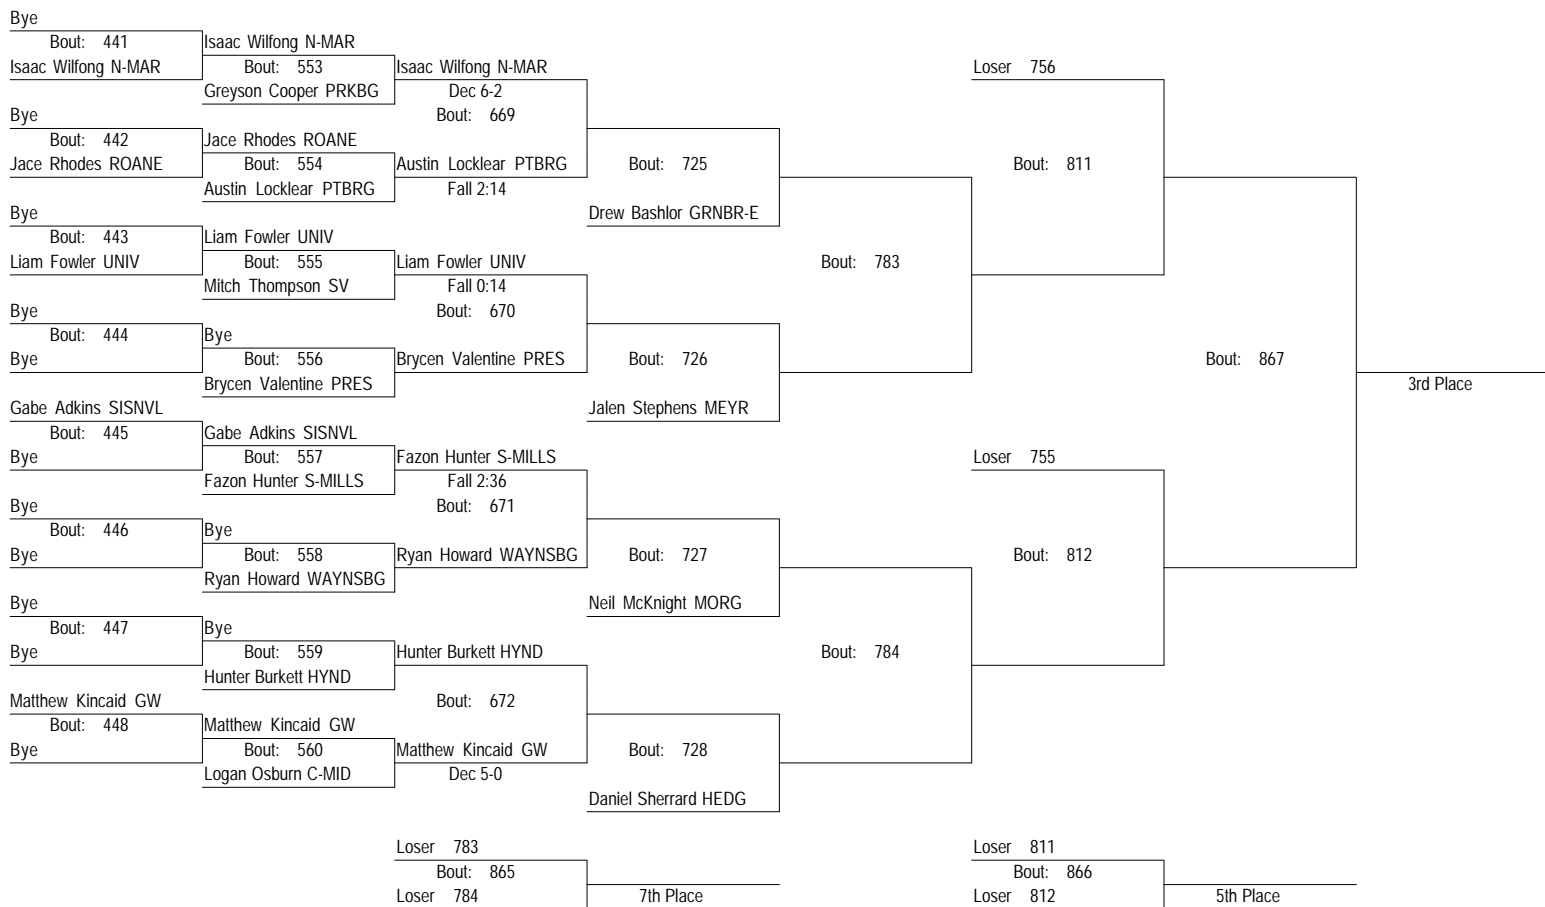 Bye
Bout: 441
Isaac Wilfong N-MAR
Isaac Wilfong N-MAR
Bout: 553
Greyson Cooper PRKBG
Isaac Wilfong N-MAR
Dec 6-2
Bout: 669
Bye
Bout: 442
Jace Rhodes ROANE
Jace Rhodes ROANE
Bout: 554
Austin Locklear PTBRG
Austin Locklear PTBRG
Fall 2:14
Bout: 725
Drew Bashlor GRNBR-E
Bye
Bout: 443
Liam Fowler UNIV
Liam Fowler UNIV
Bout: 555
Mitch Thompson SV
Liam Fowler UNIV
Fall 0:14
Bout: 670
Bye
Bout: 444
Bye
Bye
Bout: 556
Brycen Valentine PRES
Brycen Valentine PRES
Bout: 726
Jalen Stephens MEYR
Bout: 783
Loser 756
Bout: 811
Gabe Adkins SISNVL
Bout: 445
Bye
Gabe Adkins SISNVL
Bout: 557
Fazon Hunter S-MILLS
Fazon Hunter S-MILLS
Fall 2:36
Bout: 671
Bye
Bout: 446
Bye
Bye
Bout: 558
Ryan Howard WAYNSBG
Ryan Howard WAYNSBG
Bout: 727
Neil McKnight MORG
Bye
Bout: 447
Bye
Bye
Bout: 559
Hunter Burkett HYND
Hunter Burkett HYND
Bout: 672
Matthew Kincaid GW
Bout: 448
Bye
Matthew Kincaid GW
Bout: 560
Logan Osburn C-MID
Matthew Kincaid GW
Dec 5-0
Bout: 728
Daniel Sherrard HEDG
Bout: 784
Loser 755
Bout: 812
Bout: 867
3rd Place
Loser 783
Bout: 865
Loser 784
7th Place
Loser 811
Bout: 866
Loser 812
5th Place